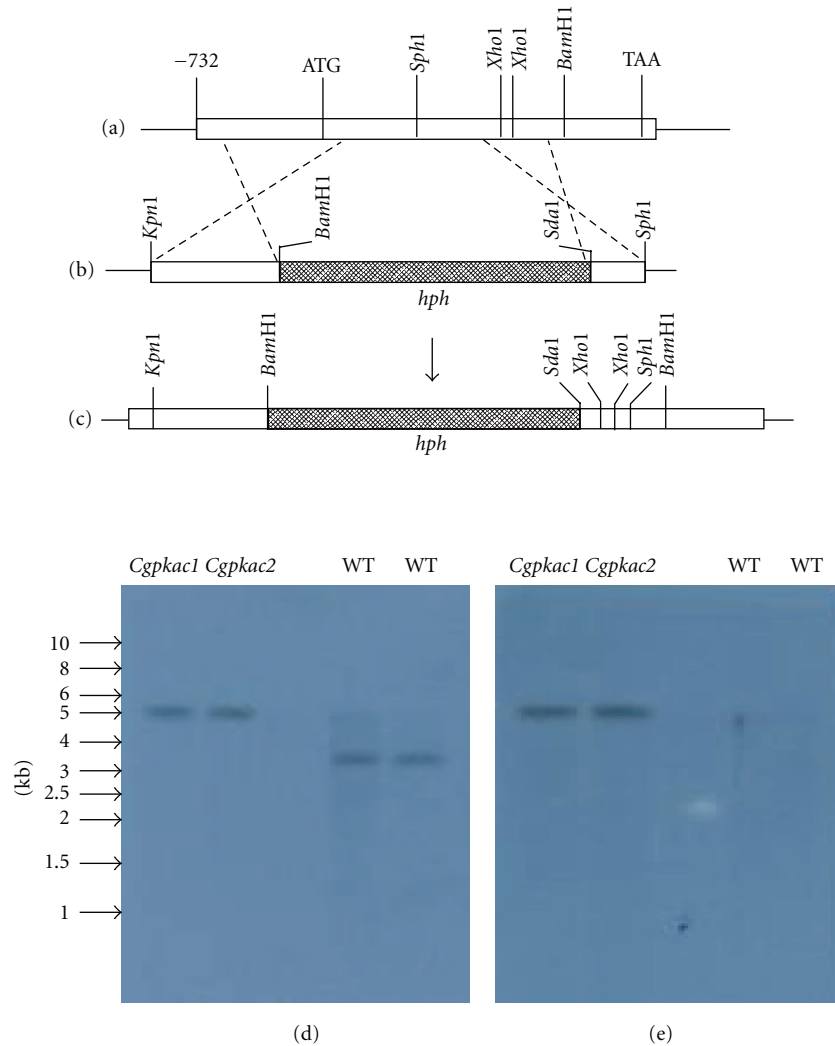 −732
ATG
Sph1
Xho1
Xho1
BamH1
TAA
(a)
Kpn1
BamH1
Sda1
Sph1
(b)
hph
Kpn1
BamH1
Sda1
Xho1
Xho1
Sph1
BamH1
(c)
hph
Cgpkac1 Cgpkac2 WT WT
Cgpkac1 Cgpkac2 WT WT
10
8
6
5
4
3
2.5
2
1.5
1
(kb)
(d)
(e)